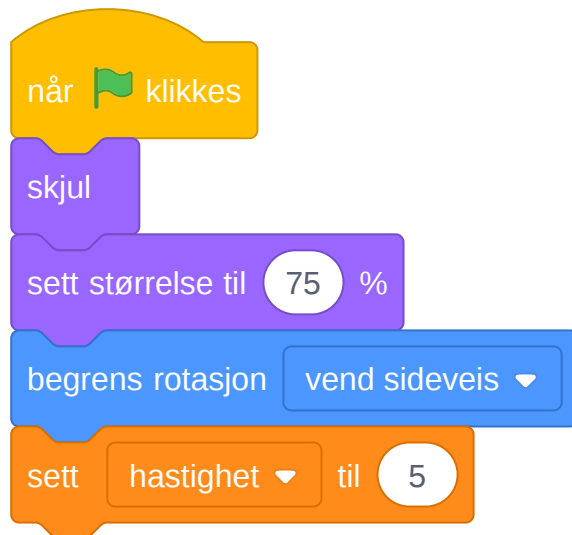 når klikkes
skjul
sett størrelse til 75 %
begrens rotasjon vend sideveis
sett hastighet til 5